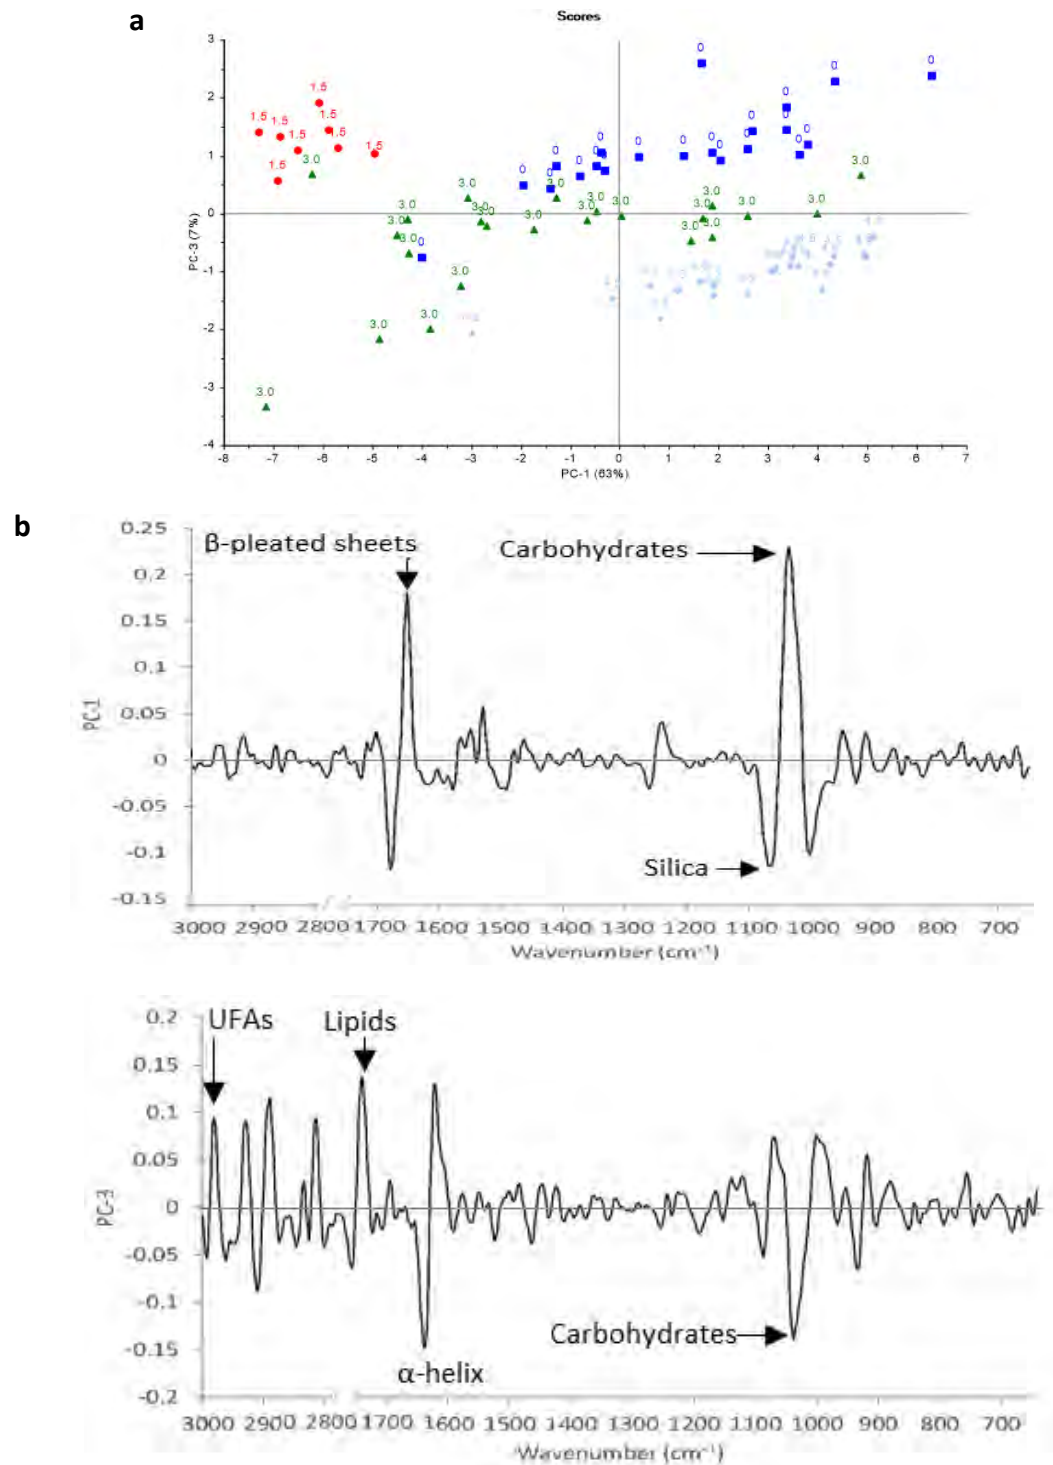 a
Scores
3
2
1
0
-1
-2
-3
-4
PC-3 (7%)
-8 -7 -6 -5 -4 -3 -2 -1 0 1 2 3 4 5 6 7
PC-1 (63%)
1.5 1.5 1.5 1.5 1.5 1.5 1.5 1.5
3.0 3.0 3.0 3.0 3.0 3.0 3.0 3.0 3.0 3.0 3.0 3.0 3.0 3.0 3.0 3.0 3.0 3.0 3.0 3.0 3.0 3.0
0 0 0 0 0 0 0 0 0 0 0 0 0 0 0 0 0 0 0 0 0 0
b
0.25
0.2
0.15
0.1
0.05
0
-0.05
-0.1
-0.15
PC-1
β-pleated sheets
Carbohydrates
Silica
3000 2900 2800 1700 1600 1500 1400 1300 1200 1100 1000 900 800 700
Wavenumber (cm⁻¹)
0.2
0.15
0.1
0.05
0
-0.05
-0.1
-0.15
-0.2
PC-3
UFAs
Lipids
Carbohydrates
α-helix
3000 2900 2800 1700 1600 1500 1400 1300 1200 1100 1000 900 800 700
Wavenumber (cm⁻¹)